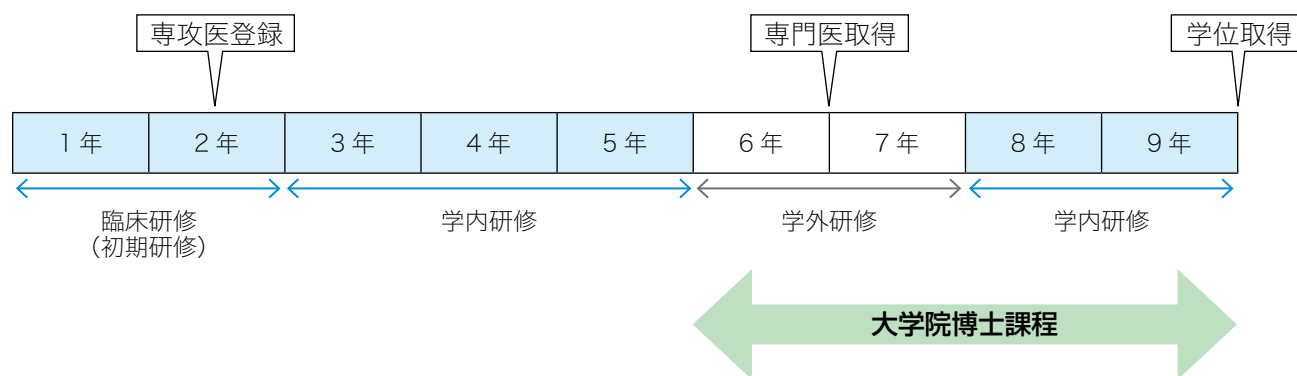 専攻医登録
専門医取得
学位取得
1年
2年
3年
4年
5年
6年
7年
8年
9年
臨床研修
(初期研修)
学内研修
学外研修
学内研修
大学院博士課程